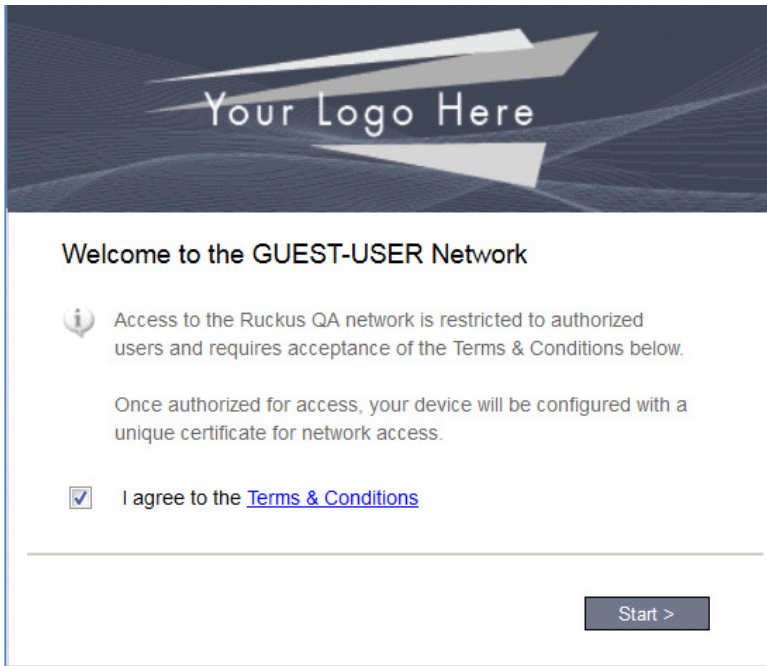 Your Logo Here
Welcome to the GUEST-USER Network
Access to the Ruckus QA network is restricted to authorized
users and requires acceptance of the Terms & Conditions below.
Once authorized for access, your device will be configured with a
unique certificate for network access.
I agree to the Terms & Conditions
Start >